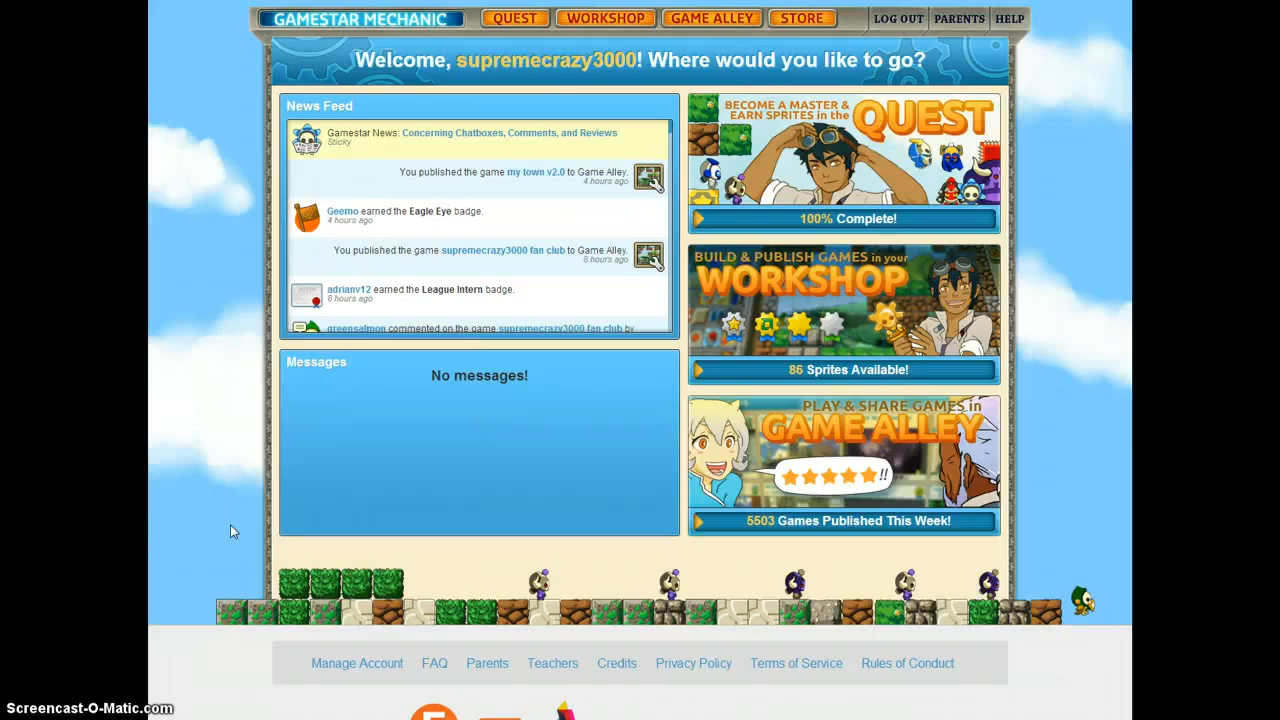 GAMESTAR MECHANIC
QUEST
WORKSHOP
GAME ALLEY
STORE
LOG OUT
PARENTS
HELP
Welcome, supremecrazy3000! Where would you like to go?
News Feed
Gamestar News: Concerning Chatboxes, Comments, and Reviews
Sticky
You published the game my town v2.0 to Game Alley.
4 hours ago
Geemo earned the Eagle Eye badge.
4 hours ago
You published the game supremecrazy3000 fan club to Game Alley.
8 hours ago
adrianv12 earned the League Intern badge.
8 hours ago
greensalmon commented on the game supremecrazy3000 fan club by
Messages
No messages!
BECOME A MASTER &
EARN SPRITES in the
QUEST
100% Complete!
BUILD & PUBLISH GAMES in your
WORKSHOP
86 Sprites Available!
PLAY & SHARE GAMES in
GAME ALLEY
!!
5503 Games Published This Week!
Manage Account
FAQ
Parents
Teachers
Credits
Privacy Policy
Terms of Service
Rules of Conduct
Screencast-O-Matic.com